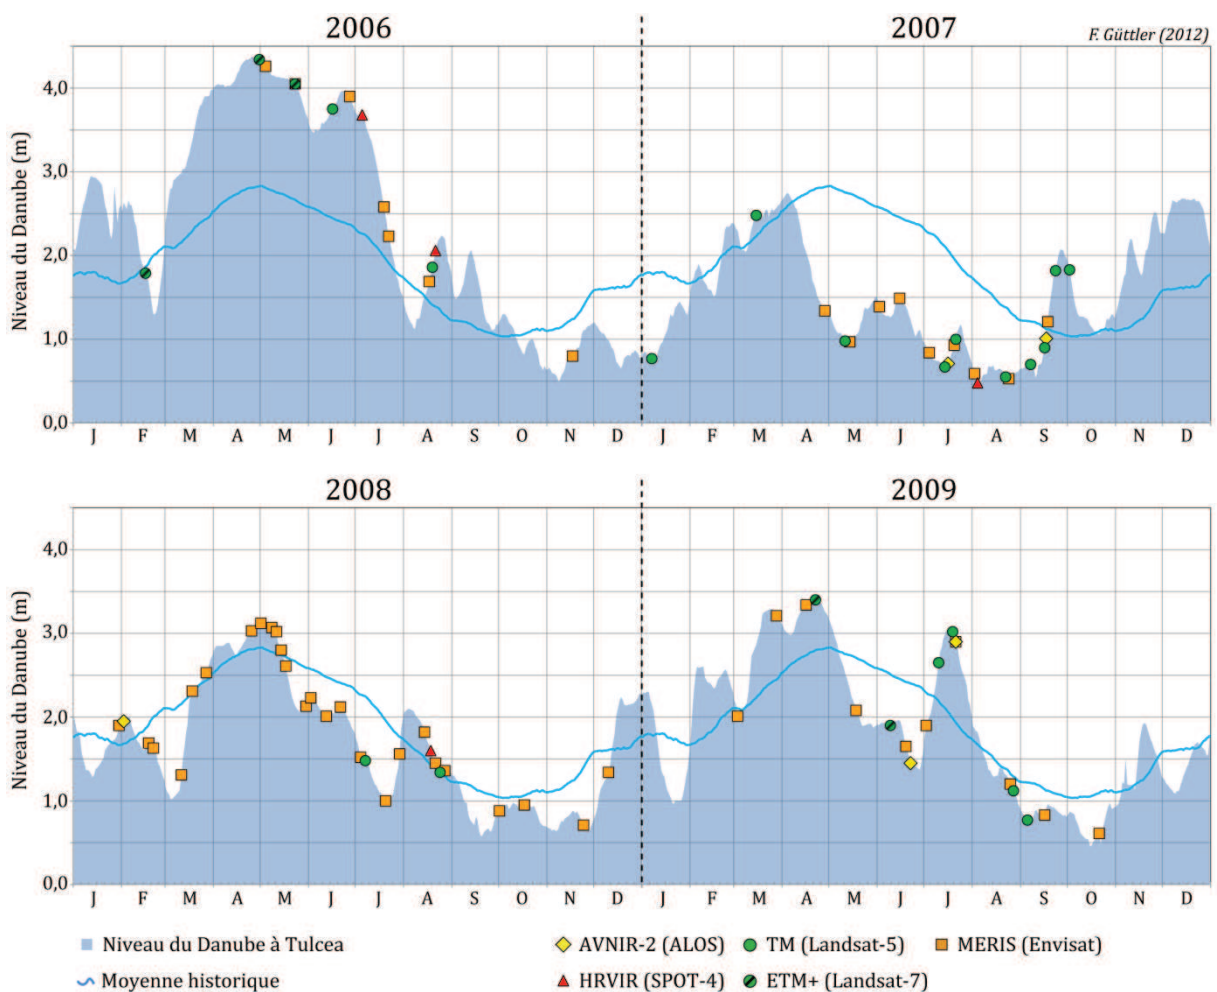 2006
2007
F. Güttler (2012)
Niveau du Danube (m)
4,0
3,0
2,0
1,0
0,0
J F M A M J J A S O N D J F M A M J J A S O N D
2008
2009
Niveau du Danube (m)
4,0
3,0
2,0
1,0
0,0
J F M A M J J A S O N D J F M A M J J A S O N D
Niveau du Danube à Tulcea
AVNIR-2 (ALOS)
TM (Landsat-5)
MERIS (Envisat)
Moyenne historique
HRVIR (SPOT-4)
ETM+ (Landsat-7)